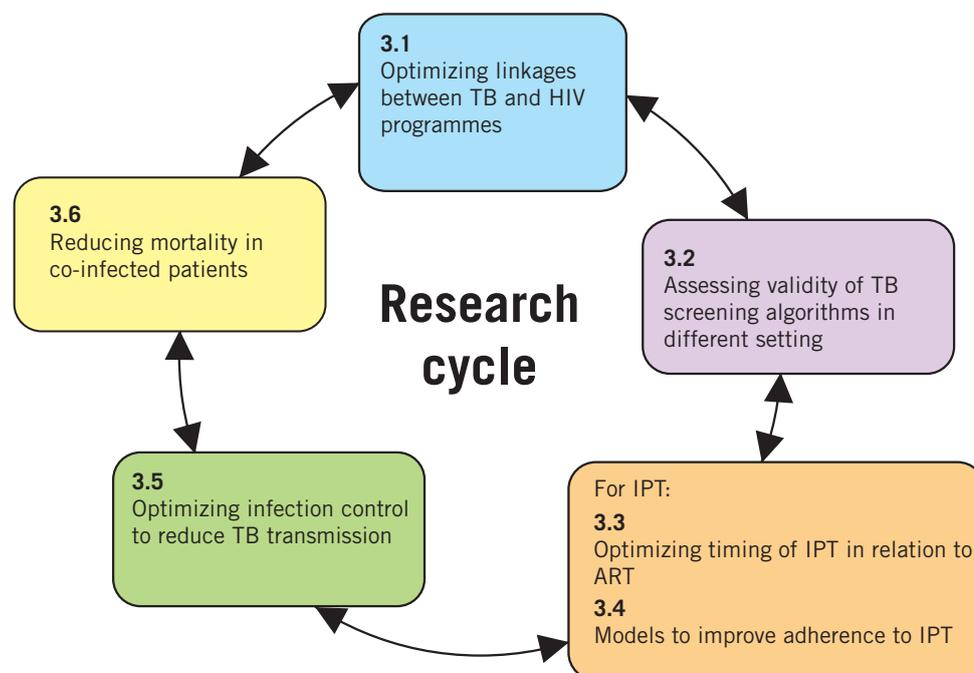 3.1
Optimizing linkages
between TB and HIV
programmes
3.2
Assessing validity of TB
screening algorithms in
different setting
For IPT:
3.3
Optimizing timing of IPT in relation to
ART
3.4
Models to improve adherence to IPT
3.5
Optimizing infection control
to reduce TB transmission
3.6
Reducing mortality in
co-infected patients
Research
cycle